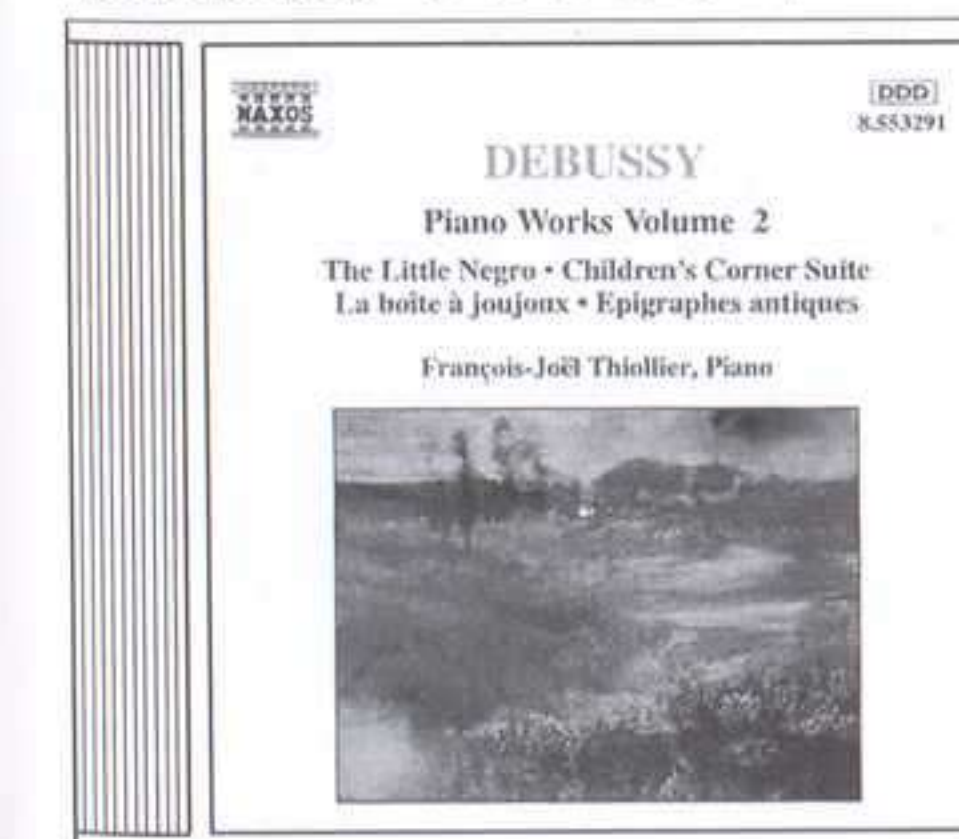 NAXOS
DDD
8.553291
DEBUSSY
Piano Works Volume 2
The Little Negro • Children's Corner Suite
La boîte à joujoux • Epigraphes antiques
François-Joël Thiollier, Piano